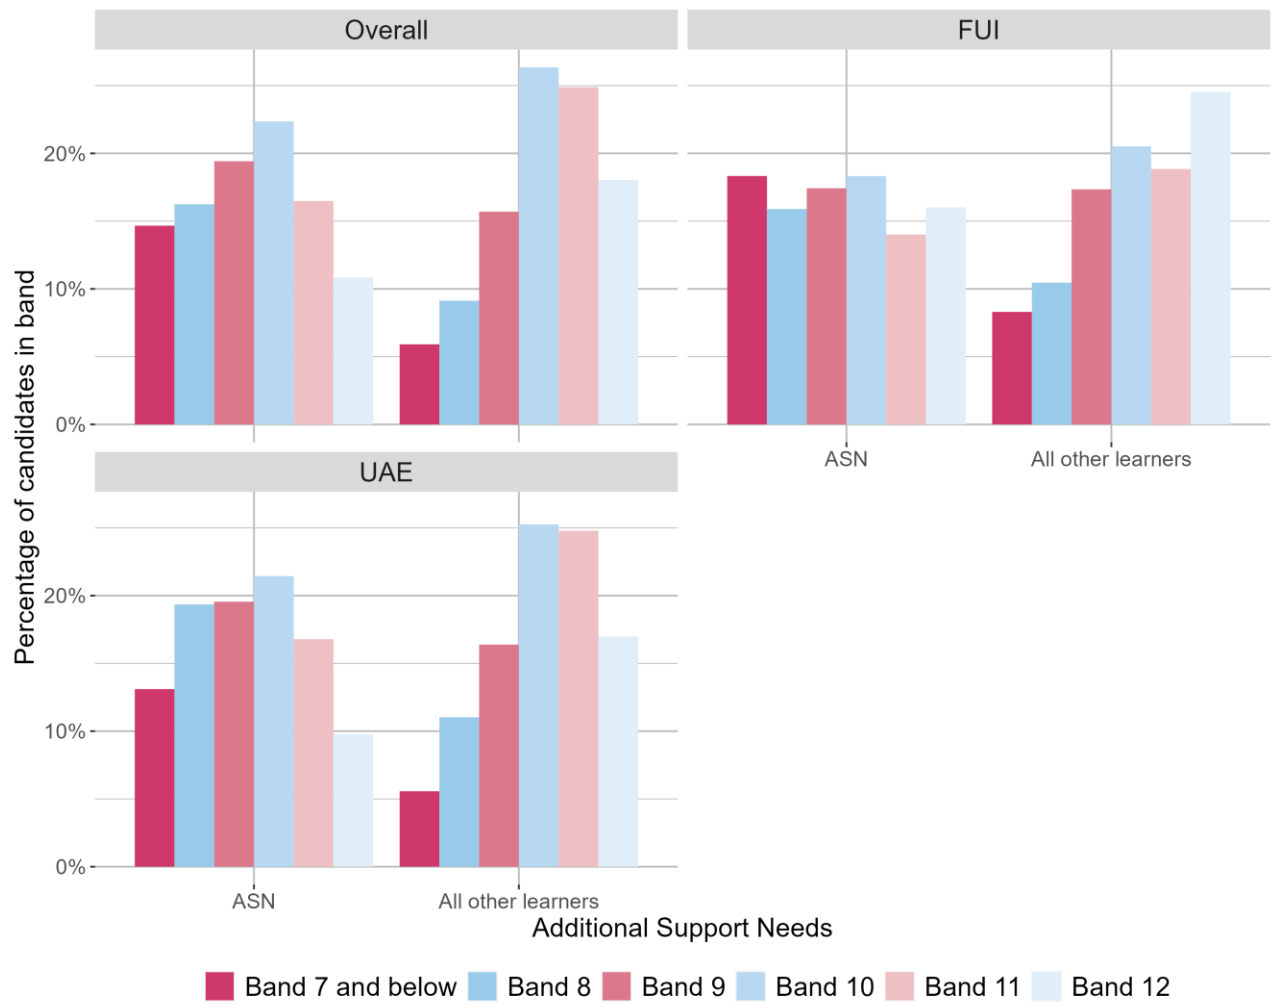 Overall
FUI
20%
10%
0%
ASN
All other learners
UAE
20%
10%
0%
ASN
All other learners
Percentage of candidates in band
Additional Support Needs
Band 7 and below
Band 8
Band 9
Band 10
Band 11
Band 12